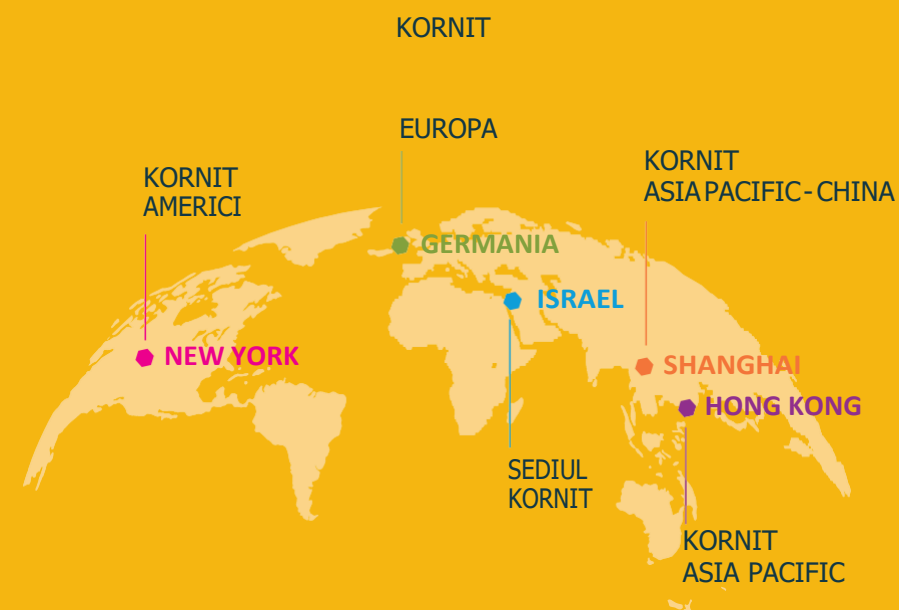 KORNIT
EUROPA
KORNIT
AMERICI
KORNIT
ASIA PACIFIC - CHINA
GERMANIA
ISRAEL
NEW YORK
SHANGHAI
HONG KONG
SEDIUL
KORNIT
KORNIT
ASIA PACIFIC